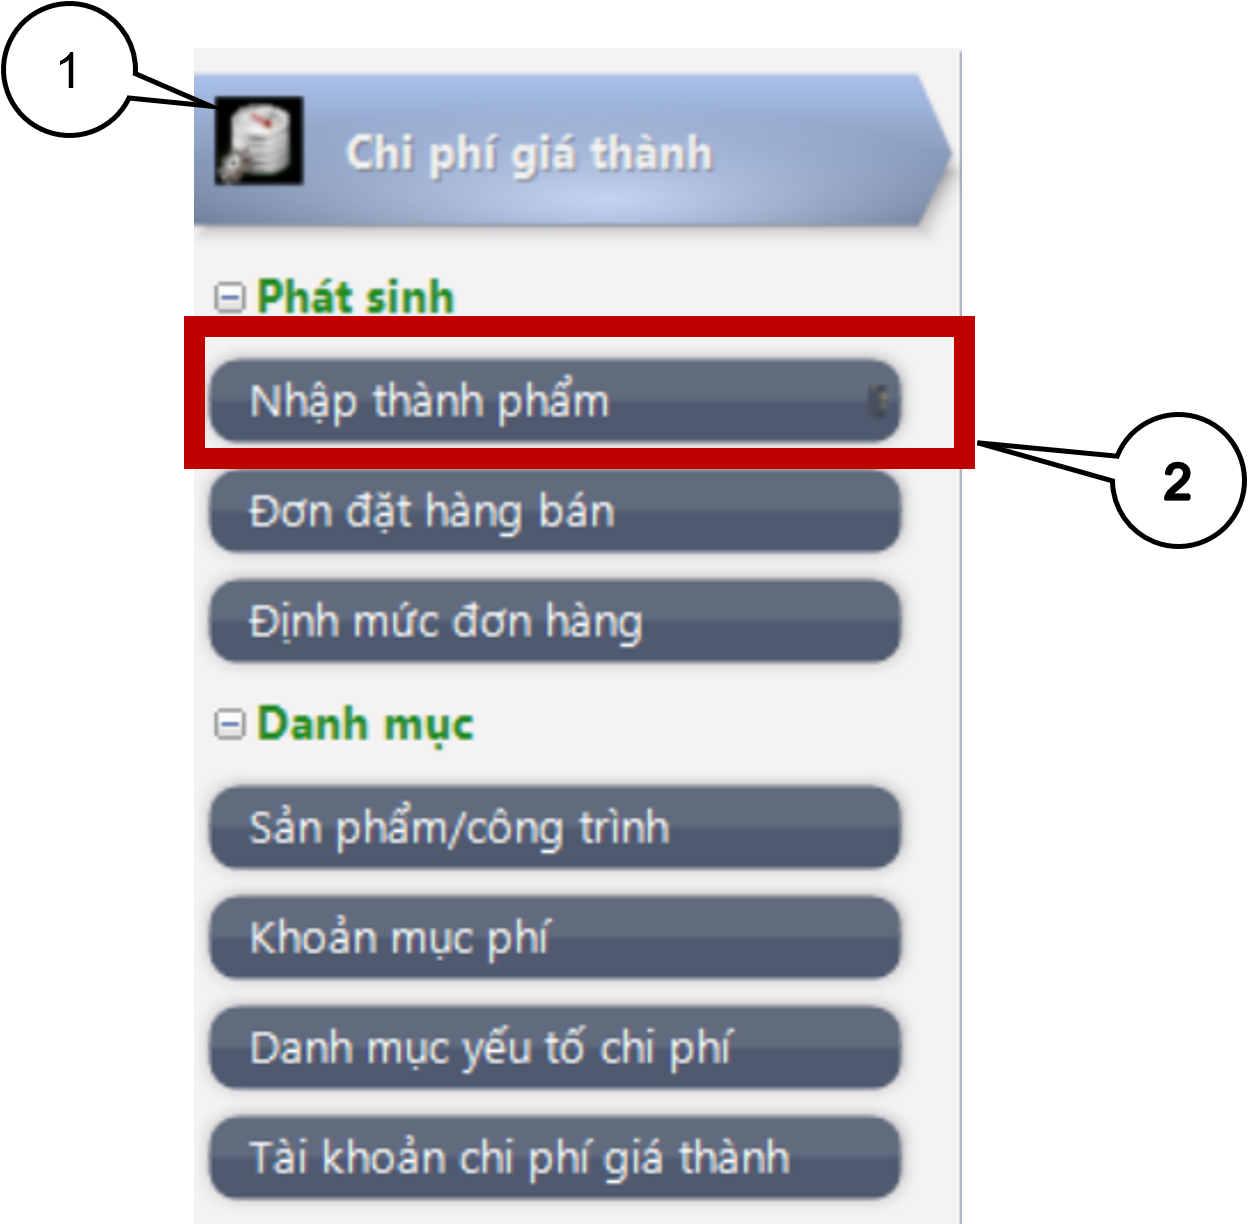 1
Chi phí giá thành
Phát sinh
Nhập thành phẩm
2
Đơn đặt hàng bán
Định mức đơn hàng
Danh mục
Sản phẩm/công trình
Khoản mục phí
Danh mục yếu tố chi phí
Tài khoản chi phí giá thành